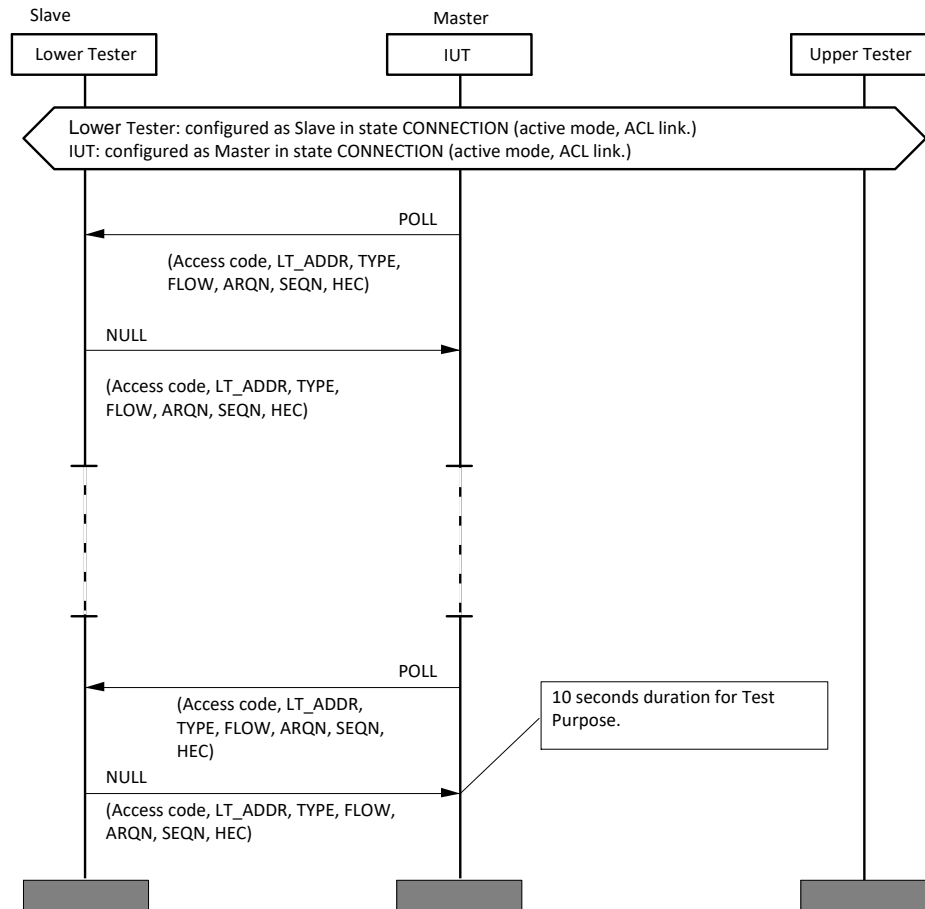 Slave
Master
Lower Tester
IUT
Upper Tester
Lower Tester: configured as Slave in state CONNECTION (active mode, ACL link.)
IUT: configured as Master in state CONNECTION (active mode, ACL link.)
POLL
(Access code, LT_ADDR, TYPE,
FLOW, ARQN, SEQN, HEC)
NULL
(Access code, LT_ADDR, TYPE,
FLOW, ARQN, SEQN, HEC)
POLL
(Access code, LT_ADDR,
TYPE, FLOW, ARQN, SEQN,
HEC)
10 seconds duration for Test
Purpose.
NULL
(Access code, LT_ADDR, TYPE, FLOW,
ARQN, SEQN, HEC)